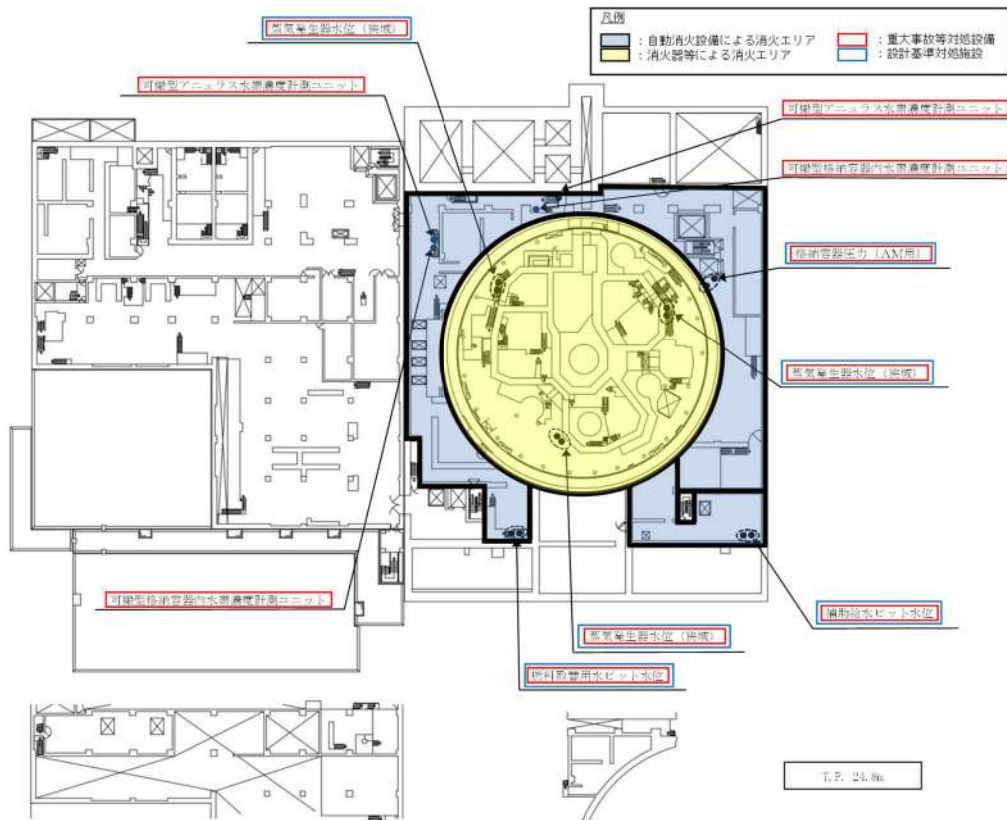 蒸気発生器水位（狭域）
凡例
：自動消火設備による消火エリア
：重大事故等対処設備
：消火器等による消火エリア
：設計基準対処施設
可搬型アニュラス水素濃度計測ユニット
可搬型アニュラス水素濃度計測ユニット
可搬型格納容器内水素濃度計測ユニット
格納容器圧力（AM用）
蒸気発生器水位（狭域）
可搬型格納容器内水素濃度計測ユニット
補助給水ピット水位
蒸気発生器水位（狭域）
燃料取替用水ピット水位
T.P. 24.8m